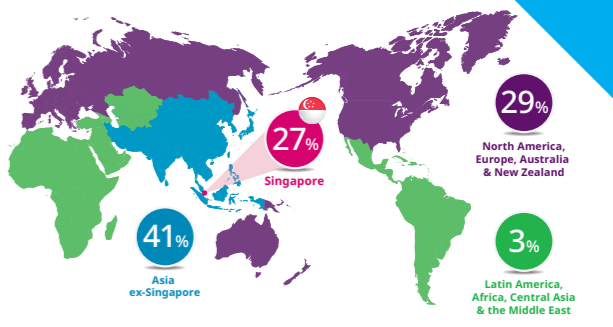 29%
North America,
Europe, Australia
& New Zealand
27%
Singapore
41%
Asia
ex-Singapore
3%
Latin America,
Africa, Central Asia
& the Middle East